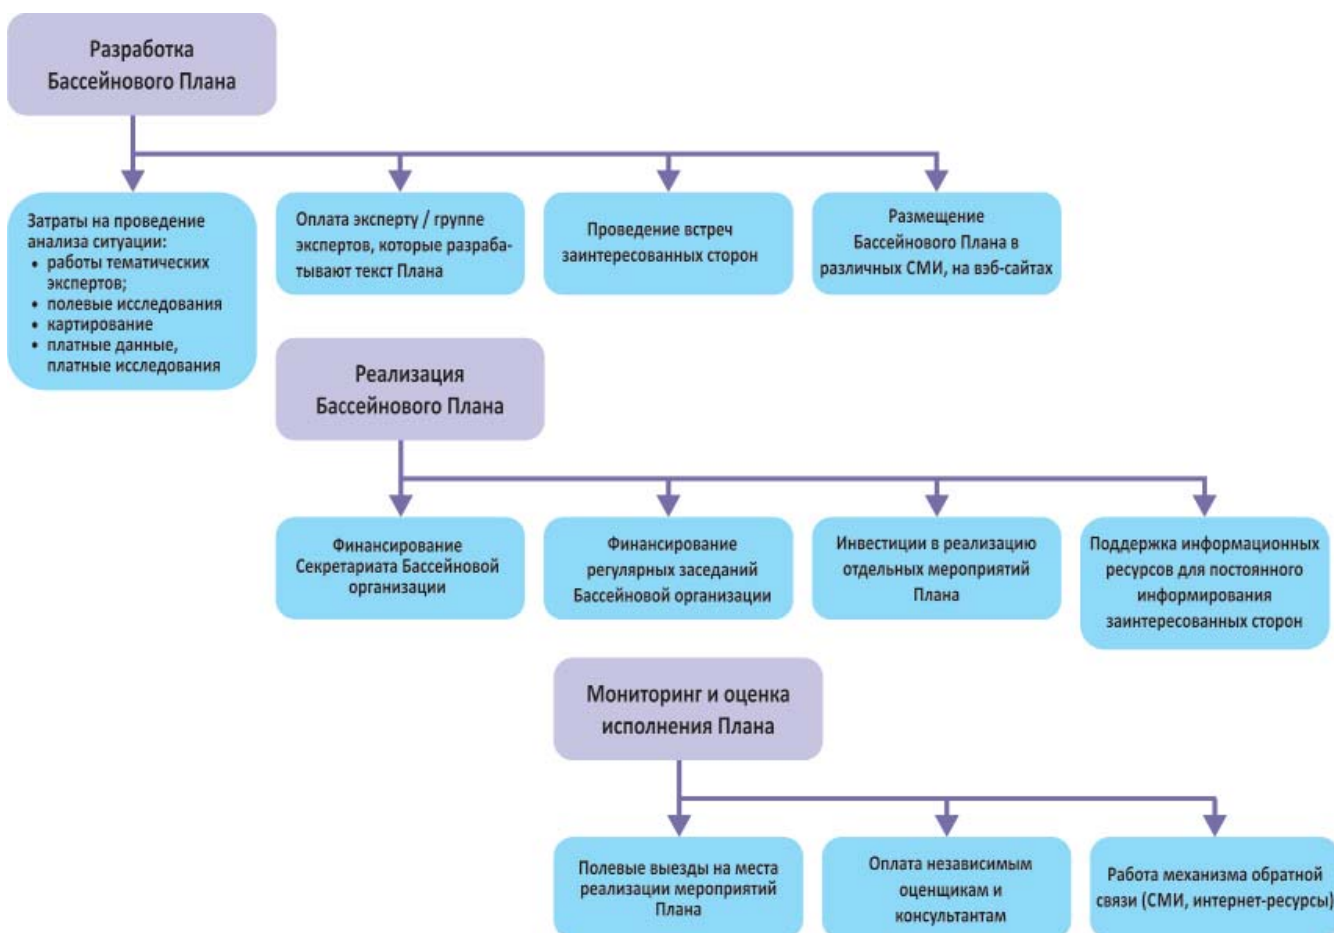 Разработка
Бассейнового Плана
Затраты на проведение
анализа ситуации:
• работы тематических
экспертов;
• полевые исследования
• картирование
• платные данные,
платные исследования
Оплата эксперту / группе
экспертов, которые разраба-
тывают текст Плана
Проведение встреч
заинтересованных сторон
Размещение
Бассейнового Плана в
различных СМИ, на вэб-сайтах
Реализация
Бассейнового Плана
Финансирование
Секретариата Бассейновой
организации
Финансирование
регулярных заседаний
Бассейновой организации
Инвестиции в реализацию
отдельных мероприятий
Плана
Поддержка информационных
ресурсов для постоянного
информирования
заинтересованных сторон
Мониторинг и оценка
исполнения Плана
Полевые выезды на места
реализации мероприятий
Плана
Оплата независимым
оценщикам и
консультантам
Работа механизма обратной
связи (СМИ, интернет-ресурсы)